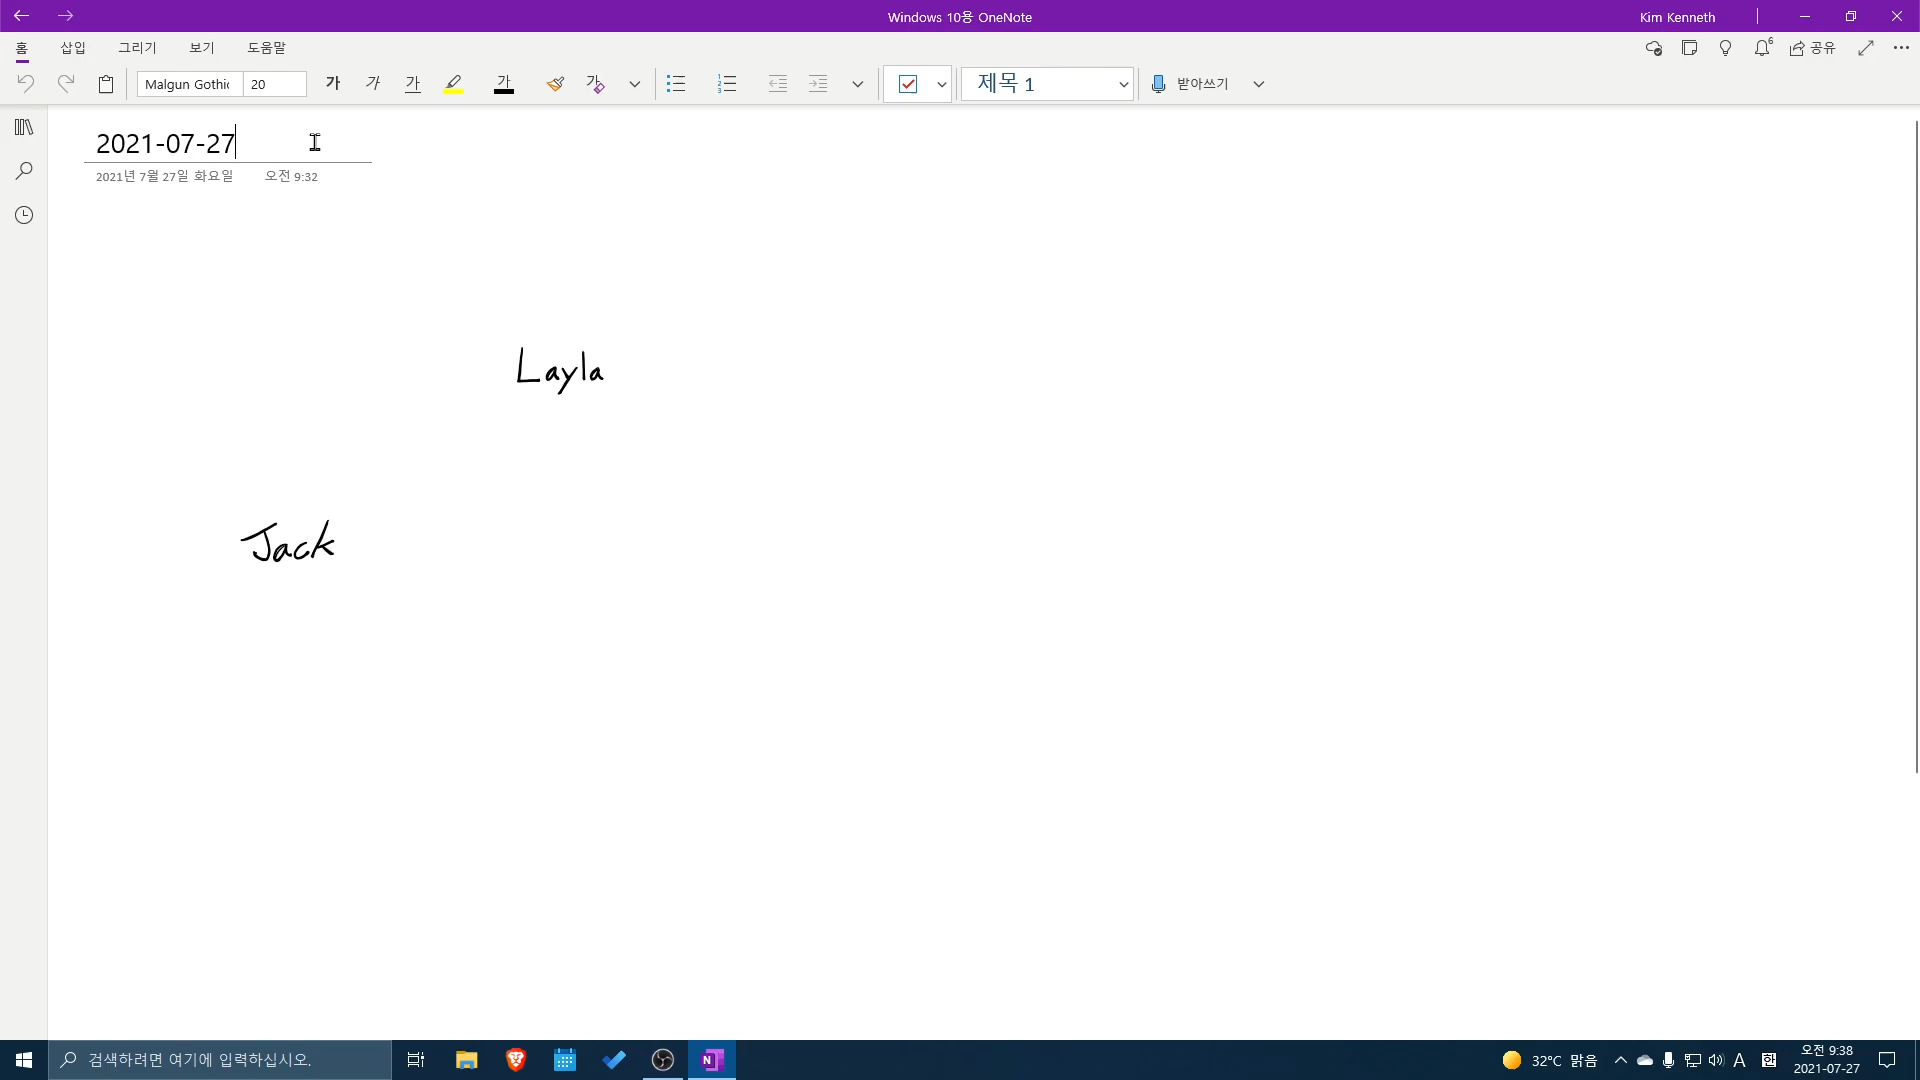 Windows 10용 OneNote
Kim Kenneth
홈 삽입 그리기 보기 도움말
6
공유
Malgun Gothic 20 가 가 가 가 가 제목 1 받아쓰기
2021-07-27
2021년 7월 27일 화요일 오전 9:32
Layla
Jack
검색하려면 여기에 입력하십시오.
N
32°C 맑음
A 한
오전 9:38
2021-07-27